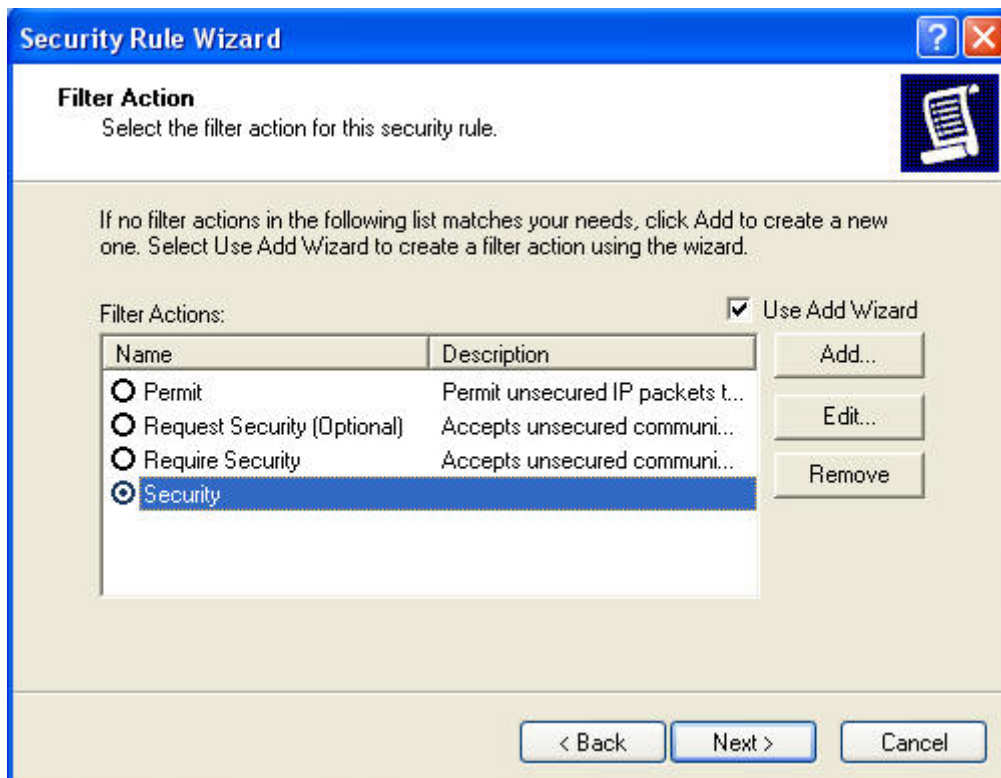 Security Rule Wizard
Filter Action
Select the filter action for this security rule.
If no filter actions in the following list matches your needs, click Add to create a new
one. Select Use Add Wizard to create a filter action using the wizard.
Filter Actions:
Use Add Wizard
Name Description
Add...
Permit Permit unsecured IP packets t...
Request Security (Optional) Accepts unsecured communi...
Edit...
Require Security Accepts unsecured communi...
Remove
Security
< Back Next > Cancel